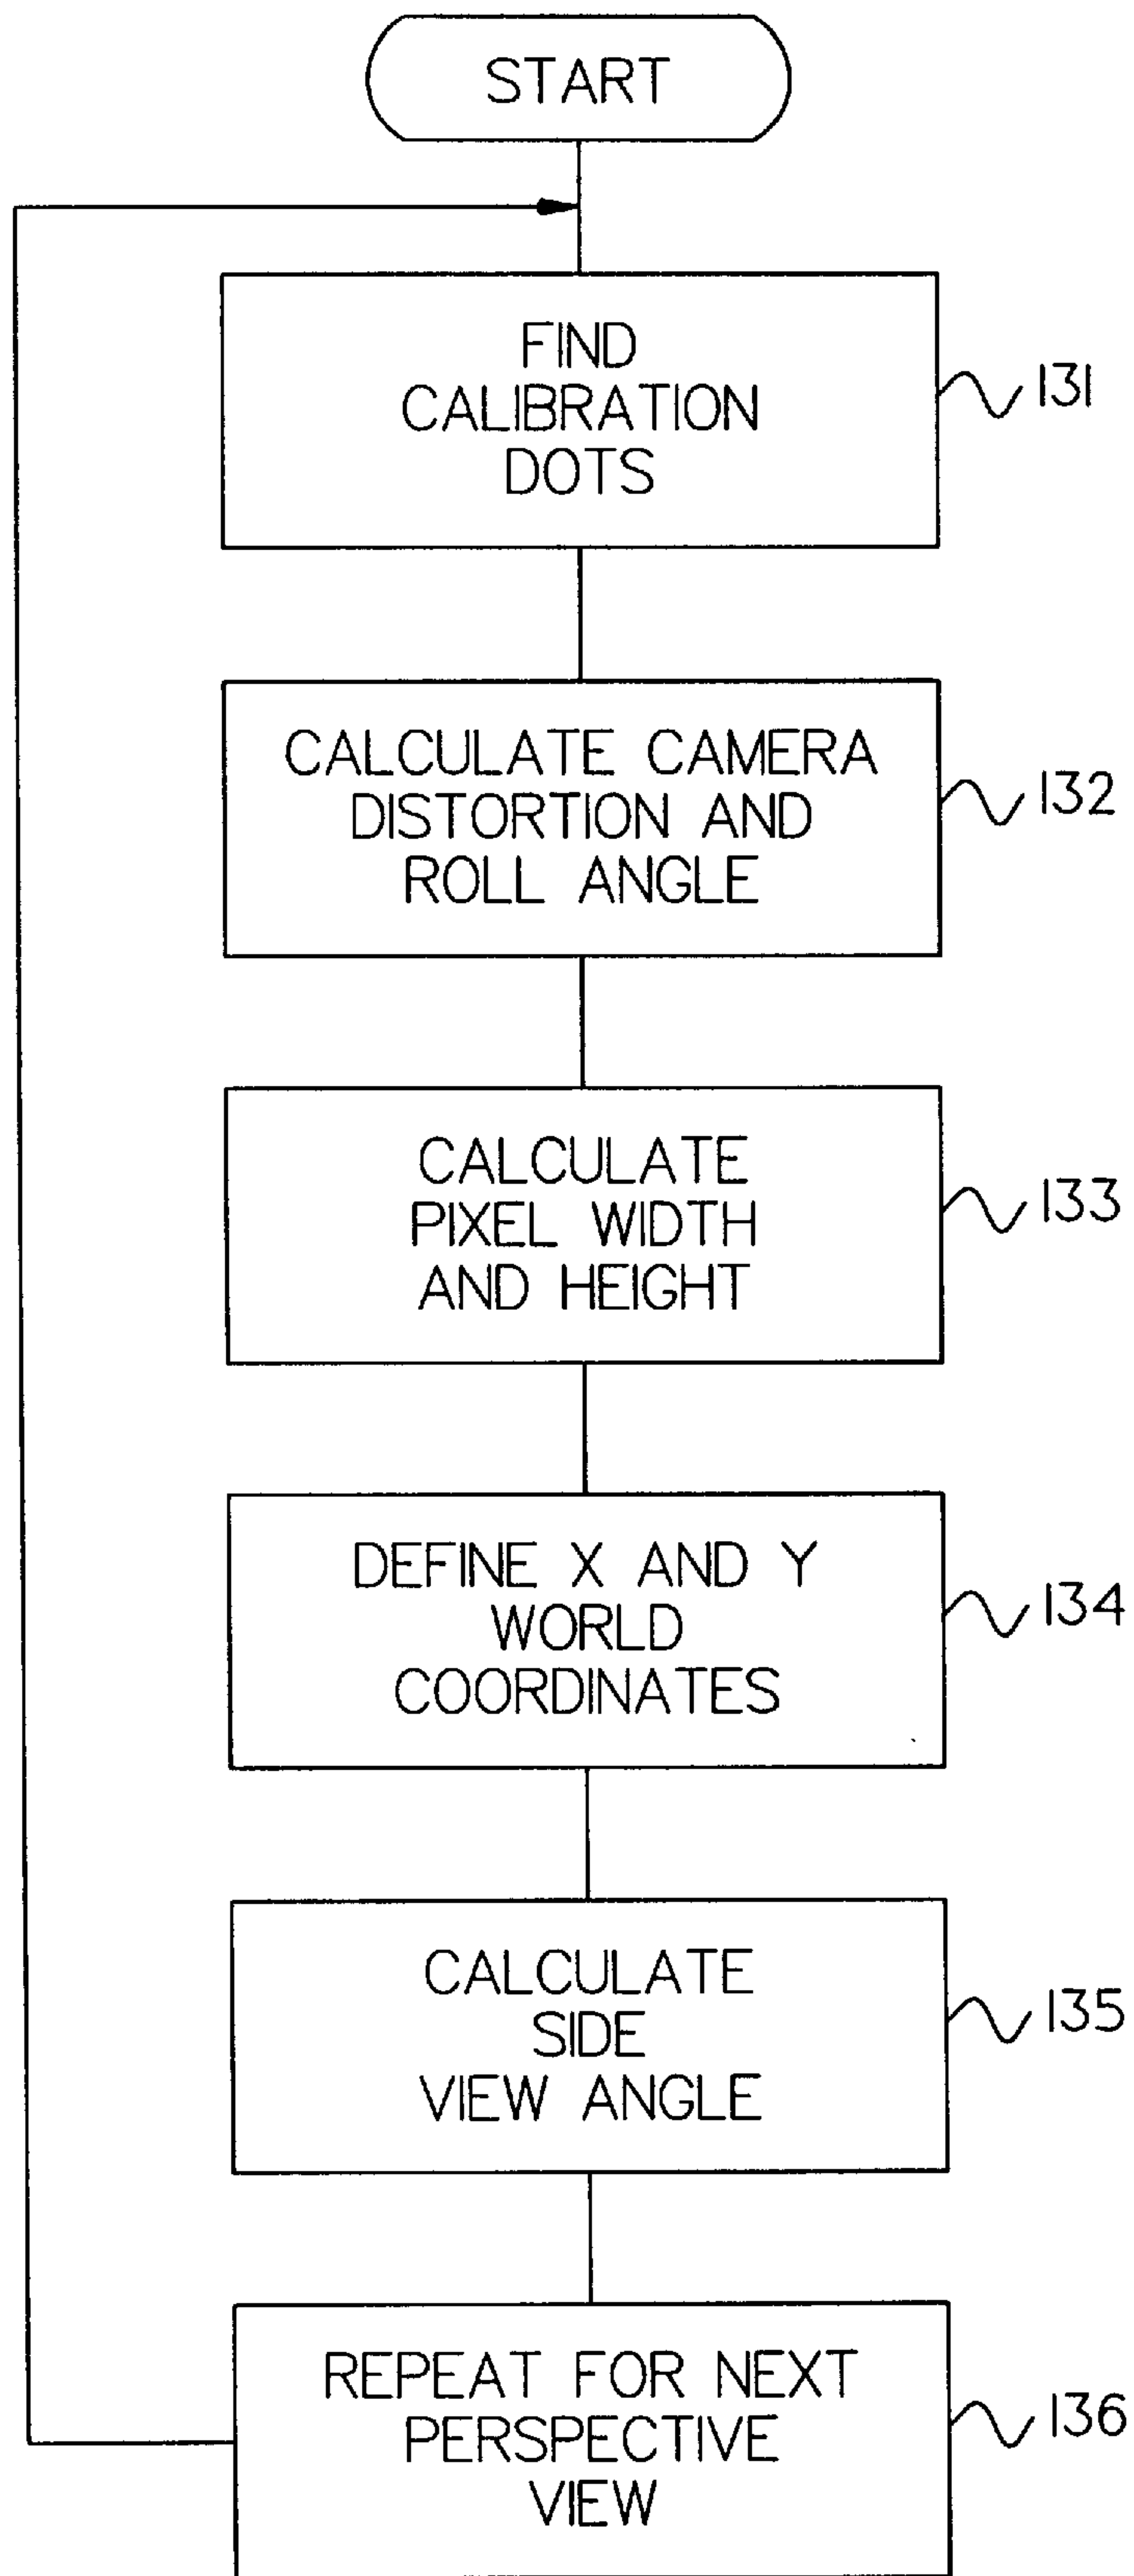 START
FIND
CALIBRATION
DOTS
131
CALCULATE CAMERA
DISTORTION AND
ROLL ANGLE
132
CALCULATE
PIXEL WIDTH
AND HEIGHT
133
DEFINE X AND Y
WORLD
COORDINATES
134
CALCULATE
SIDE
VIEW ANGLE
135
REPEAT FOR NEXT
PERSPECTIVE
VIEW
136